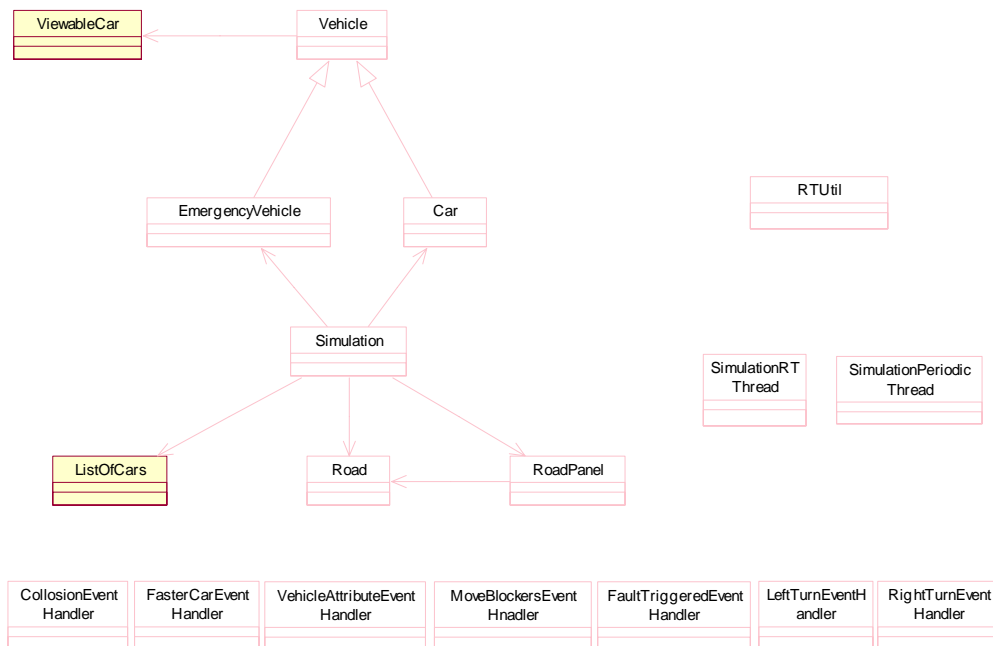 ViewableCar
Vehicle
EmergencyVehicle
Car
RTUtil
Simulation
SimulationRT
Thread
SimulationPeriodic
Thread
ListOfCars
Road
RoadPanel
CollosionEvent
Handler
FasterCarEvent
Handler
VehicleAttributeEvent
Handler
MoveBlockersEvent
Hnadler
FaultTriggeredEvent
Handler
LeftTurnEventH
andler
RightTurnEvent
Handler